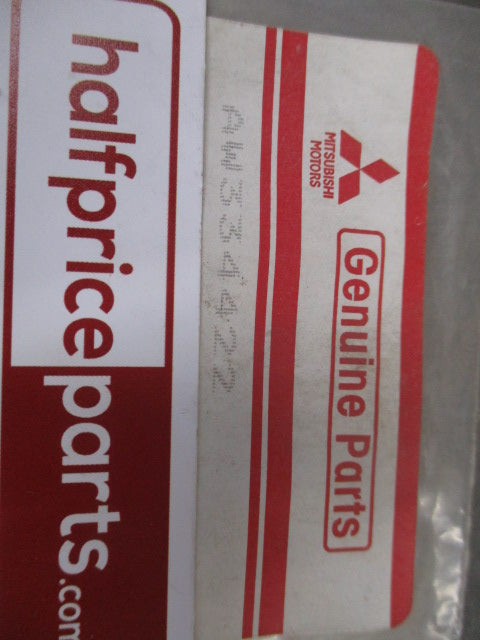 halfpriceparts.com
MITSUBISHI
MOTORS
Genuine Parts
AW334422